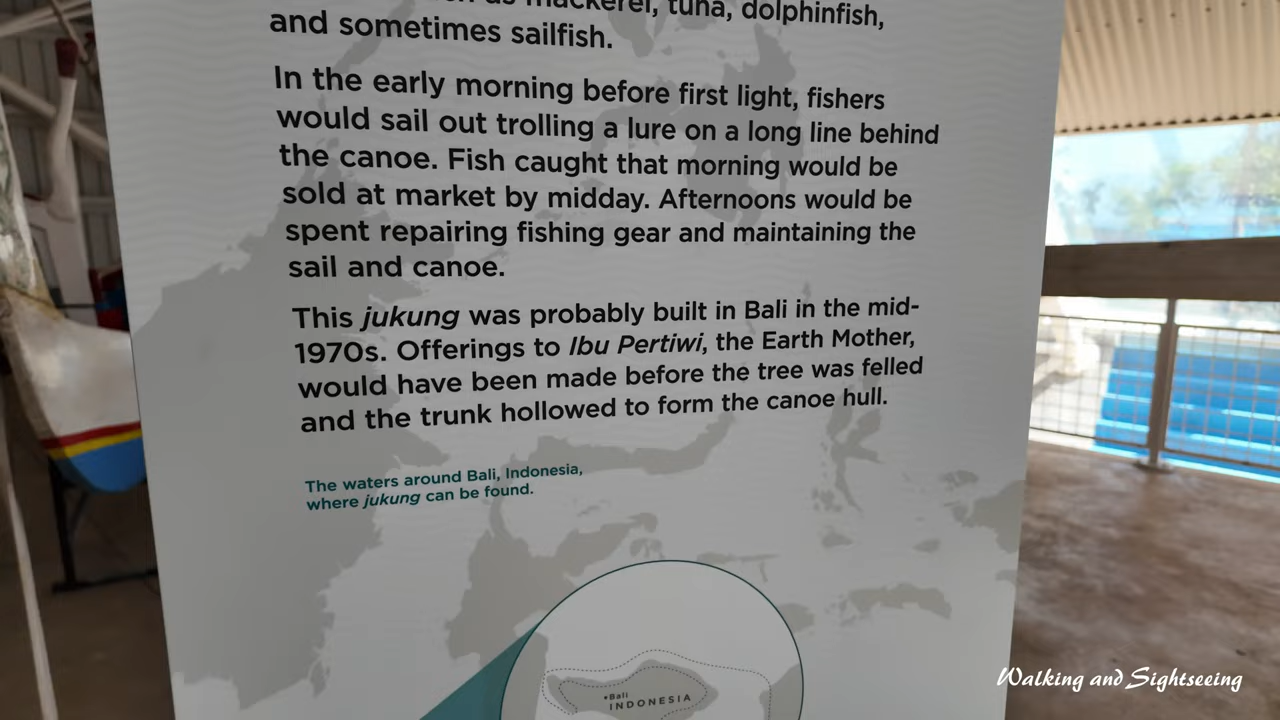 mackerel, tuna, dolphinfish,
and sometimes sailfish.
In the early morning before first light, fishers
would sail out trolling a lure on a long line behind
the canoe. Fish caught that morning would be
sold at market by midday. Afternoons would be
spent repairing fishing gear and maintaining the
sail and canoe.
This jukung was probably built in Bali in the mid-
1970s. Offerings to Ibu Pertiwi, the Earth Mother,
would have been made before the tree was felled
and the trunk hollowed to form the canoe hull.
The waters around Bali, Indonesia,
where jukung can be found.
Bali
INDONESIA
Walking and Sightseeing